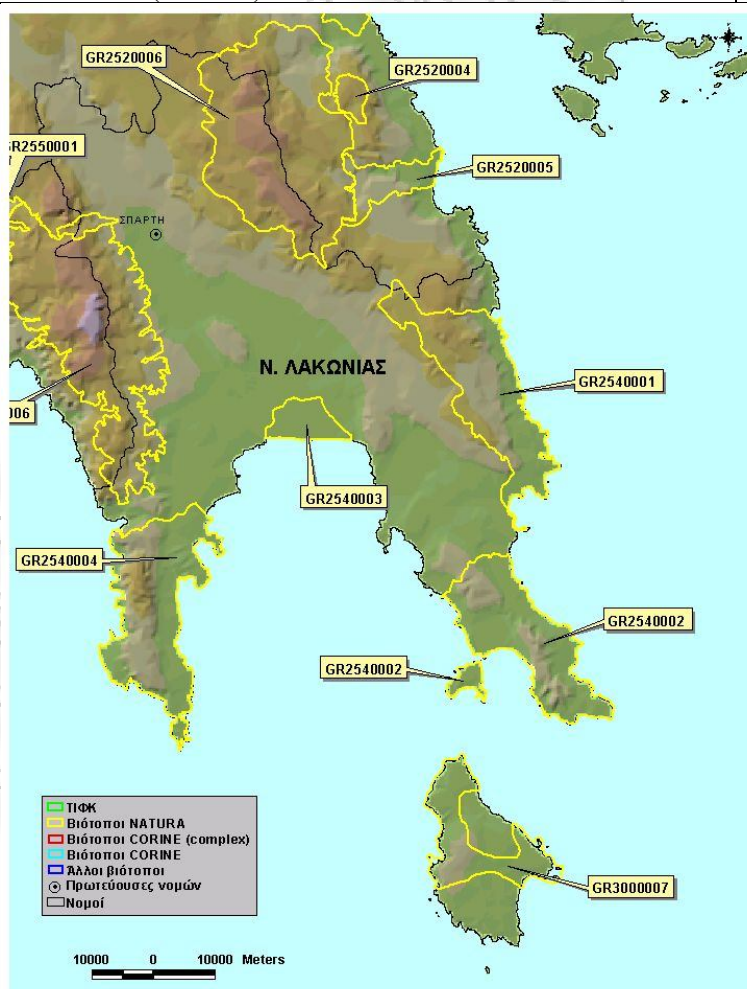 GR2520006
GR2520004
GR2550001
GR2520005
ΣΠΑΡΤΗ
Ν. ΛΑΚΩΝΙΑΣ
GR2540001
006
GR2540003
GR2540004
GR2540002
GR2540002
GR3000007
ΤΙΦΚ
Βιότοποι NATURA
Βιότοποι CORINE (complex)
Βιότοποι CORINE
Άλλοι βιότοποι
Πρωτεύουσες νομών
Νομοί
10000 0 10000 Meters